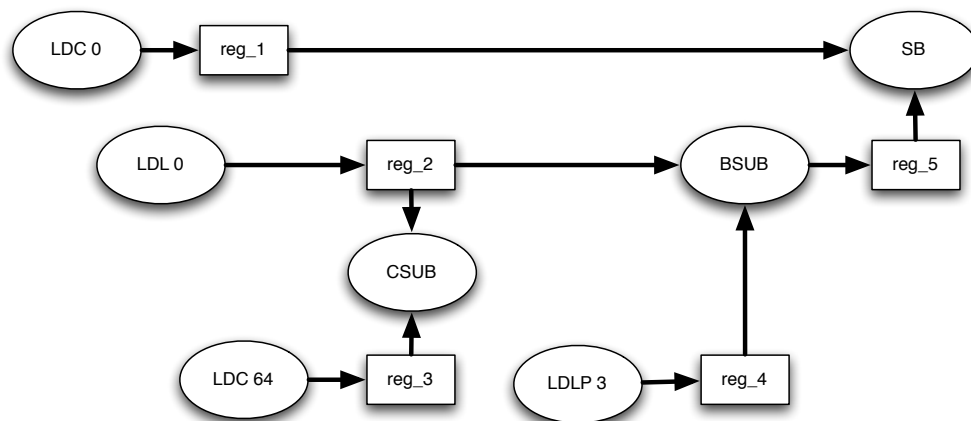 LDC 0
reg_1
SB
LDL 0
reg_2
BSUB
reg_5
CSUB
LDC 64
reg_3
LDLP 3
reg_4